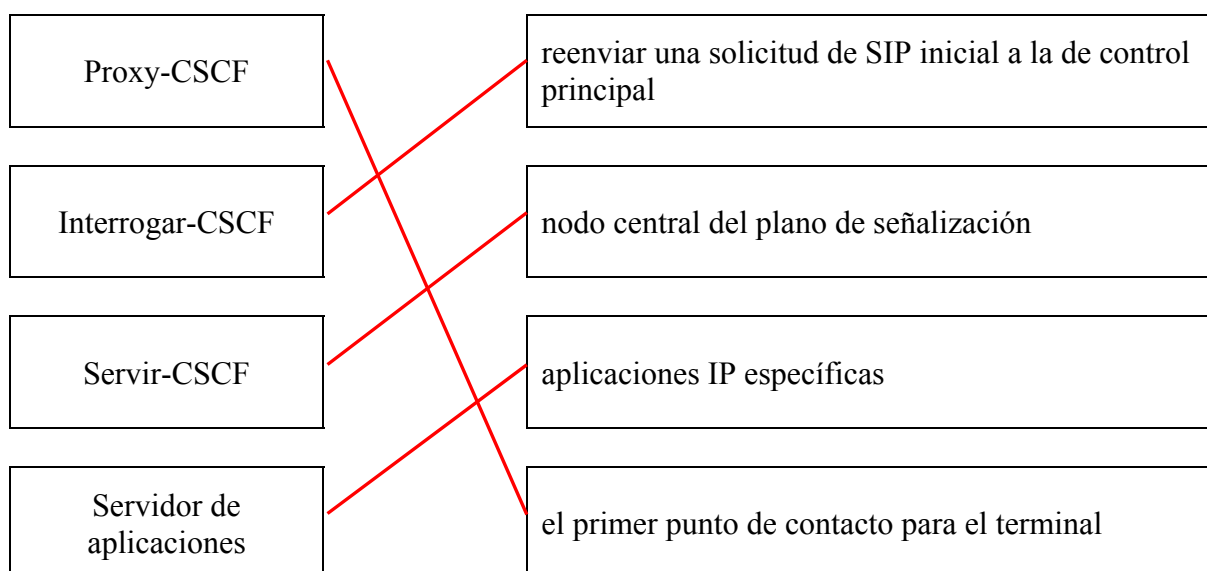 Proxy-CSCF
reenviar una solicitud de SIP inicial a la de control
principal
Interrogar-CSCF
nodo central del plano de señalización
Servir-CSCF
aplicaciones IP específicas
Servidor de
aplicaciones
el primer punto de contacto para el terminal